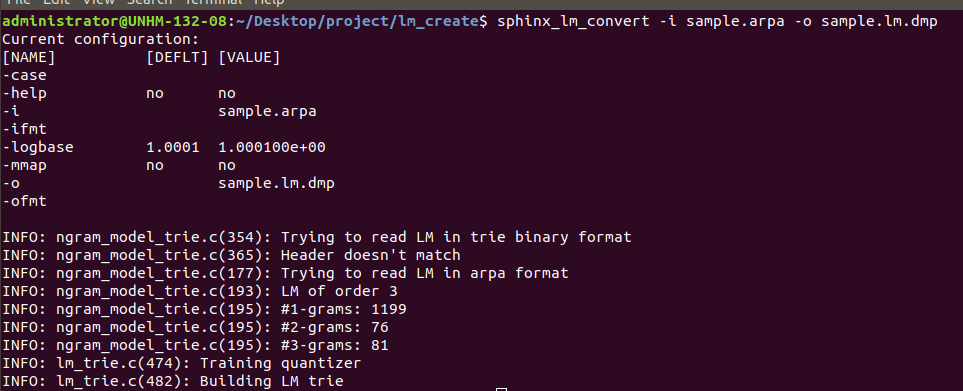 File Edit View Search Terminal Help
administrator@UNHM-132-08:~/Desktop/project/lm_create$ sphinx_lm_convert -i sample.arpa -o sample.lm.dmp
Current configuration:
[NAME] [DEFLT] [VALUE]
-case
-help no no
-i sample.arpa
-ifmt
-logbase 1.0001 1.000100e+00
-mmap no no
-o sample.lm.dmp
-ofmt
INFO: ngram_model_trie.c(354): Trying to read LM in trie binary format
INFO: ngram_model_trie.c(365): Header doesn't match
INFO: ngram_model_trie.c(177): Trying to read LM in arpa format
INFO: ngram_model_trie.c(193): LM of order 3
INFO: ngram_model_trie.c(195): #1-grams: 1199
INFO: ngram_model_trie.c(195): #2-grams: 76
INFO: ngram_model_trie.c(195): #3-grams: 81
INFO: lm_trie.c(474): Training quantizer
INFO: lm_trie.c(482): Building LM trie